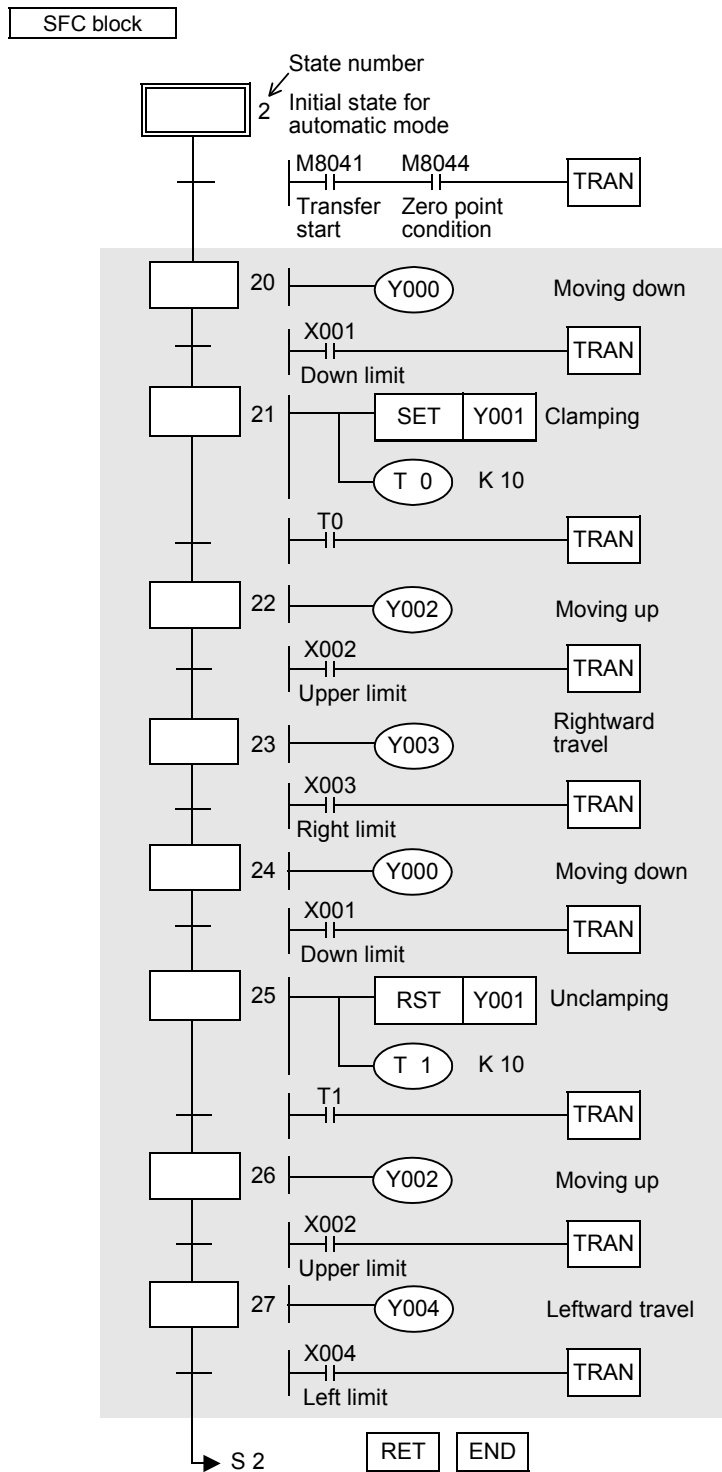 SFC block
State number
2 Initial state for
automatic mode
M8041 M8044
TRAN
Transfer Zero point
start condition
20 Y000 Moving down
X001
TRAN
Down limit
21 SET Y001 Clamping
T 0 K 10
T0
TRAN
22 Y002 Moving up
X002
TRAN
Upper limit
Rightward
23 Y003 travel
X003
TRAN
Right limit
24 Y000 Moving down
X001
TRAN
Down limit
25 RST Y001 Unclamping
T 1 K 10
T1
TRAN
26 Y002 Moving up
X002
TRAN
Upper limit
27 Y004 Leftward travel
X004
TRAN
Left limit
S 2 RET END